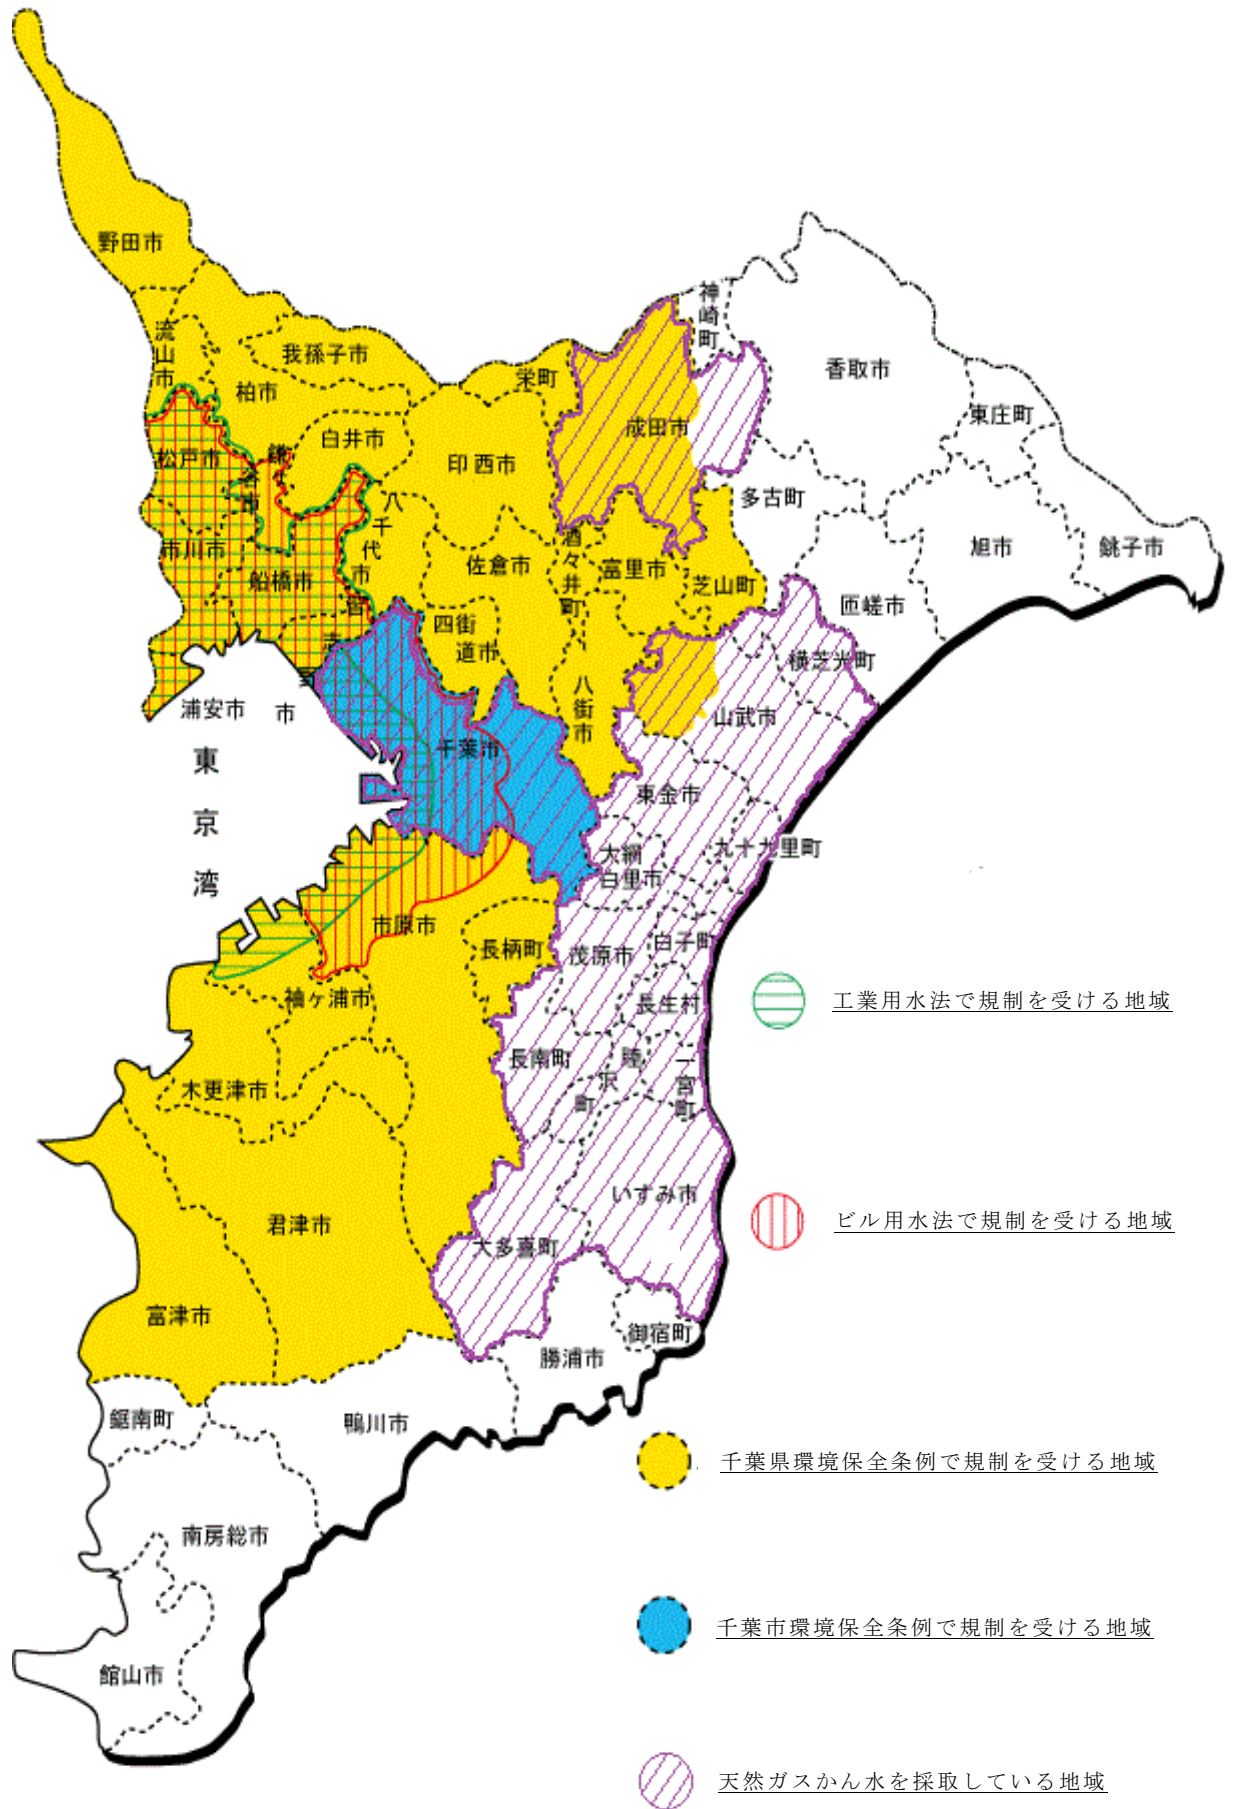 野田市
流山市
我孫子市
柏市
栄町
神崎町
香取市
東庄町
成田市
松戸市
鎌ケ谷市
白井市
印西市
多古町
八千代市
市川市
船橋市
佐倉市
酒々井町
富里市
芝山町
旭市
銚子市
匝瑳市
習志野市
四街道市
八街市
横芝光町
浦安市
山武市
千葉市
東京湾
東金市
大網白里市
九十九里町
市原市
長柄町
茂原市
白子町
袖ヶ浦市
長生村
長南町
睦沢町
一宮町
木更津市
いすみ市
君津市
大多喜町
富津市
御宿町
勝浦市
鋸南町
鴨川市
南房総市
館山市
工業用水法で規制を受ける地域
ビル用水法で規制を受ける地域
千葉県環境保全条例で規制を受ける地域
千葉市環境保全条例で規制を受ける地域
天然ガスかん水を採取している地域